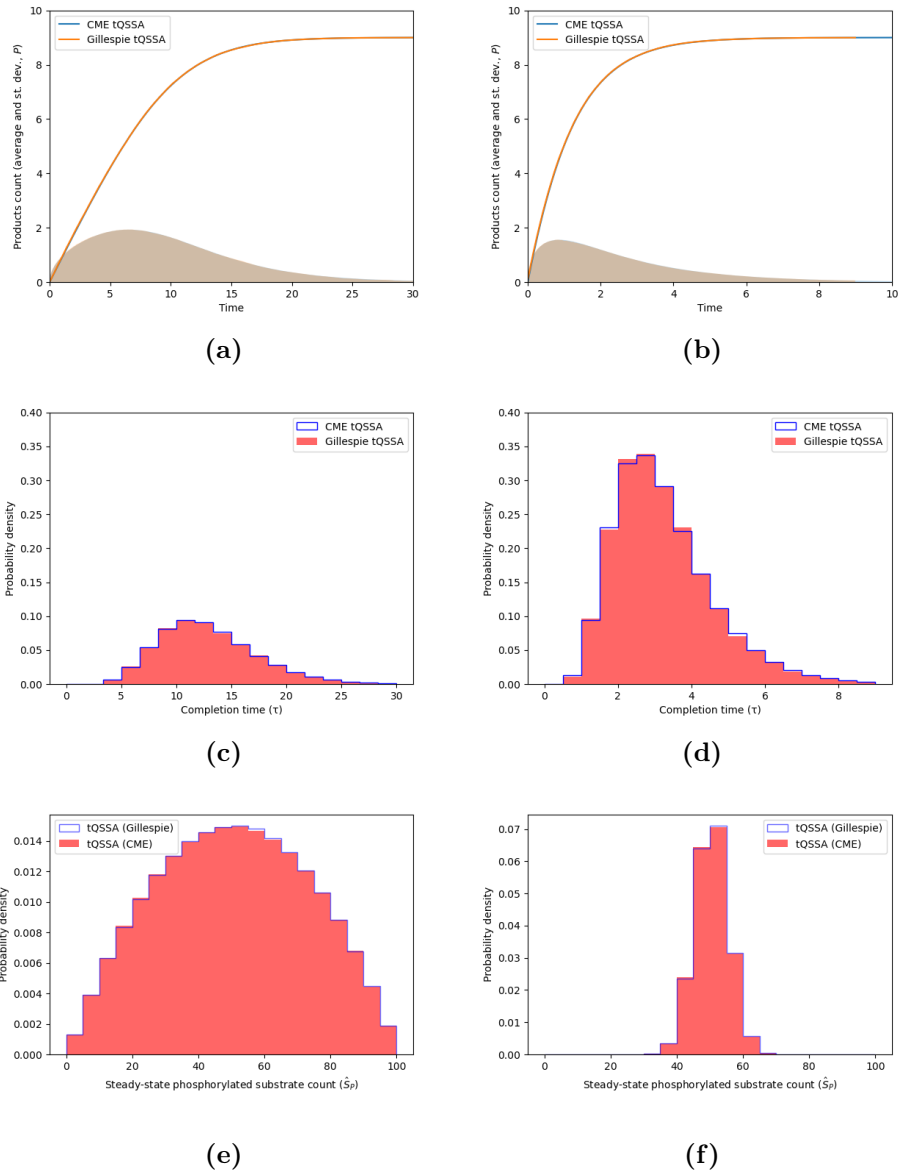 CME tQSSA
Gillespie tQSSA
Products count (average and st. dev., P)
10
8
6
4
2
0
0 5 10 15 20 25 30
Time
(a)
CME tQSSA
Gillespie tQSSA
Products count (average and st. dev., P)
10
8
6
4
2
0
0 2 4 6 8 10
Time
(b)
CME tQSSA
Gillespie tQSSA
Probability density
0.40
0.35
0.30
0.25
0.20
0.15
0.10
0.05
0.00
0 5 10 15 20 25 30
Completion time (τ)
(c)
CME tQSSA
Gillespie tQSSA
Probability density
0.40
0.35
0.30
0.25
0.20
0.15
0.10
0.05
0.00
0 2 4 6 8
Completion time (τ)
(d)
tQSSA (Gillespie)
tQSSA (CME)
Probability density
0.014
0.012
0.010
0.008
0.006
0.004
0.002
0.000
0 20 40 60 80 100
Steady-state phosphorylated substrate count (Ŝ_P)
(e)
tQSSA (Gillespie)
tQSSA (CME)
Probability density
0.07
0.06
0.05
0.04
0.03
0.02
0.01
0.00
0 20 40 60 80 100
Steady-state phosphorylated substrate count (Ŝ_P)
(f)